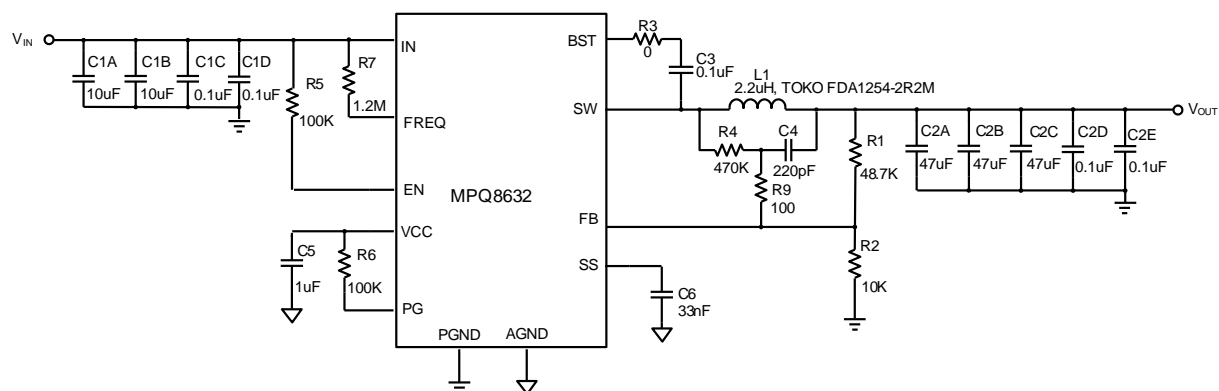 V_IN
C1A
10uF
C1B
10uF
C1C
0.1uF
C1D
0.1uF
R5
100K
R7
1.2M
C5
1uF
R6
100K
IN
FREQ
EN
VCC
PG
MPQ8632
PGND
AGND
BST
SW
FB
SS
R3
0
C3
0.1uF
L1
2.2uH, TOKO FDA1254-2R2M
R4
470K
C4
220pF
R9
100
R1
48.7K
R2
10K
C6
33nF
C2A
47uF
C2B
47uF
C2C
47uF
C2D
0.1uF
C2E
0.1uF
V_OUT